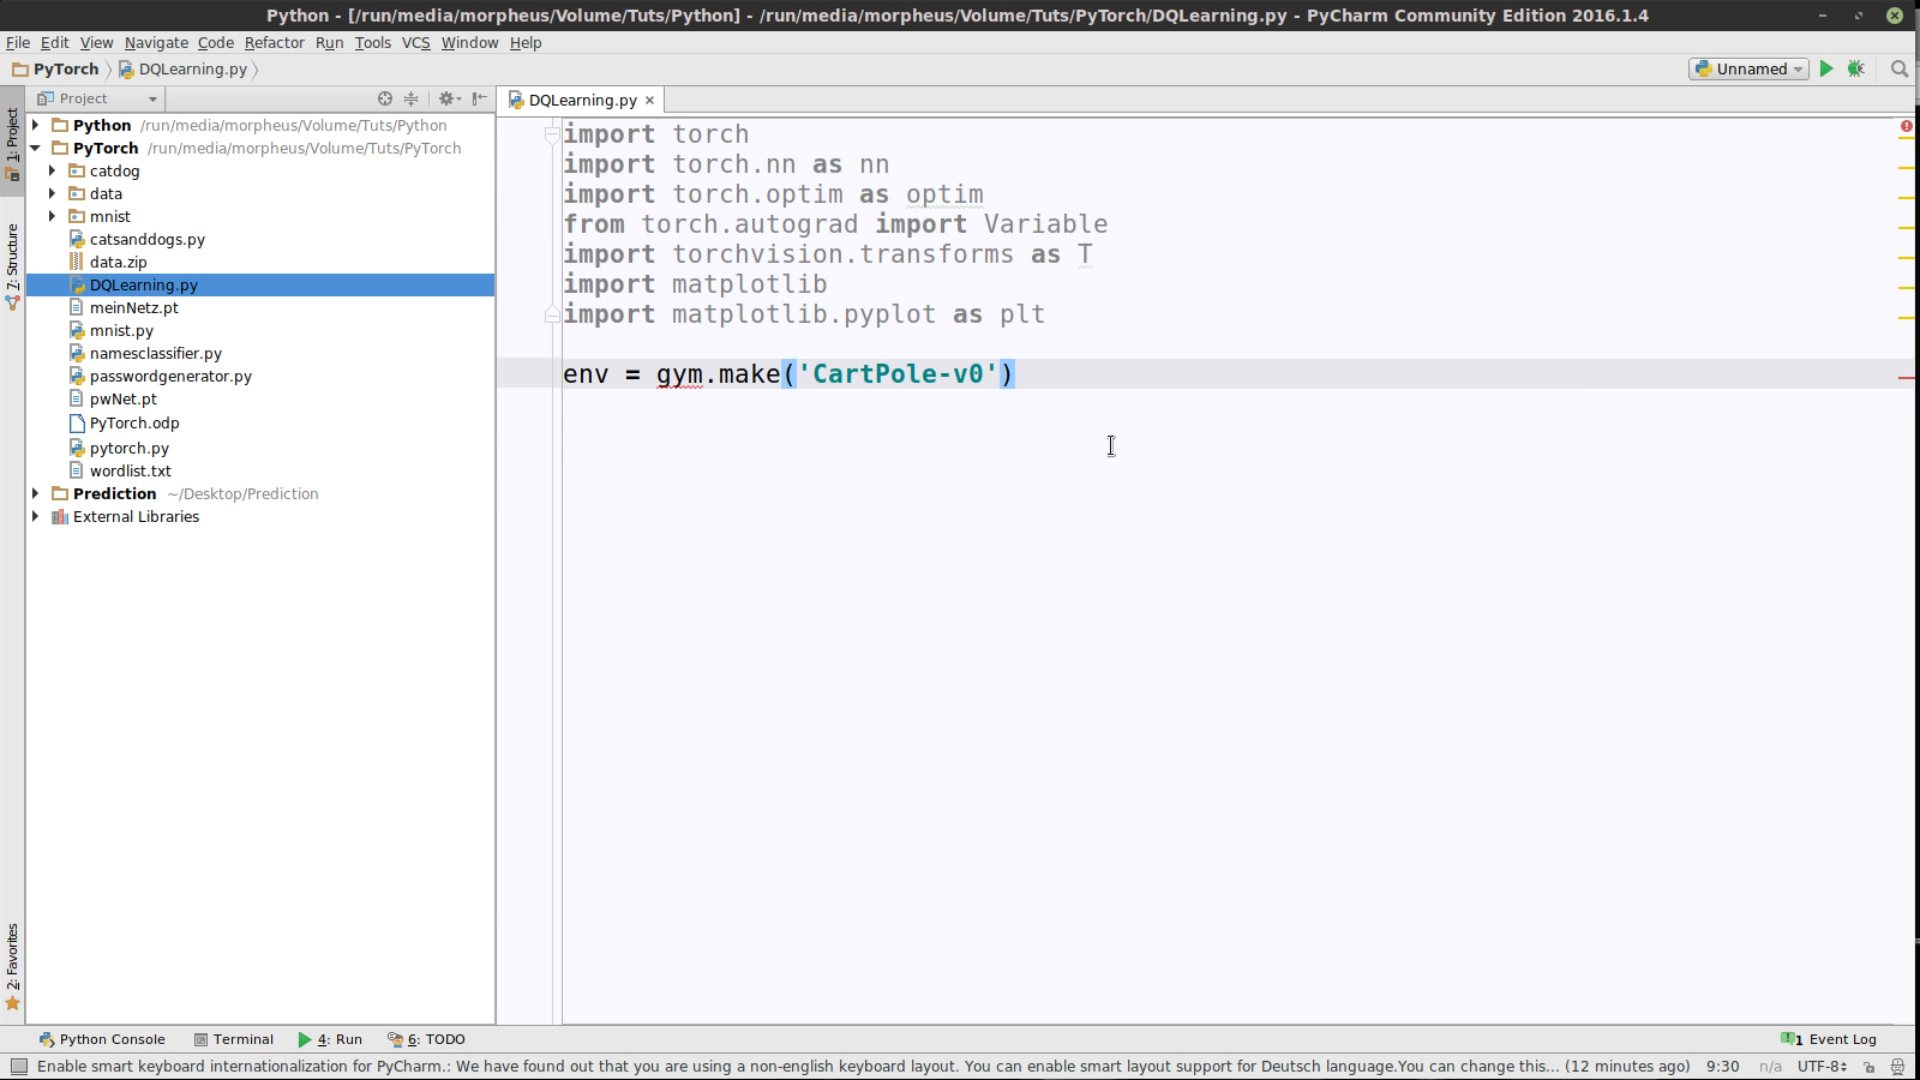 Python - [/run/media/morpheus/Volume/Tuts/Python] - /run/media/morpheus/Volume/Tuts/PyTorch/DQLearning.py - PyCharm Community Edition 2016.1.4
File Edit View Navigate Code Refactor Run Tools VCS Window Help
PyTorch DQLearning.py Unnamed
Project
DQLearning.py
1: Project
7: Structure
2: Favorites
Python /run/media/morpheus/Volume/Tuts/Python
PyTorch /run/media/morpheus/Volume/Tuts/PyTorch
catdog
data
mnist
catsanddogs.py
data.zip
DQLearning.py
meinNetz.pt
mnist.py
namesclassifier.py
passwordgenerator.py
pwNet.pt
PyTorch.odp
pytorch.py
wordlist.txt
Prediction ~/Desktop/Prediction
External Libraries
import torch
import torch.nn as nn
import torch.optim as optim
from torch.autograd import Variable
import torchvision.transforms as T
import matplotlib
import matplotlib.pyplot as plt
env = gym.make('CartPole-v0')
Python Console Terminal 4: Run 6: TODO 1 Event Log
Enable smart keyboard internationalization for PyCharm.: We have found out that you are using a non-english keyboard layout. You can enable smart layout support for Deutsch language.You can change this... (12 minutes ago) 9:30 n/a UTF-8